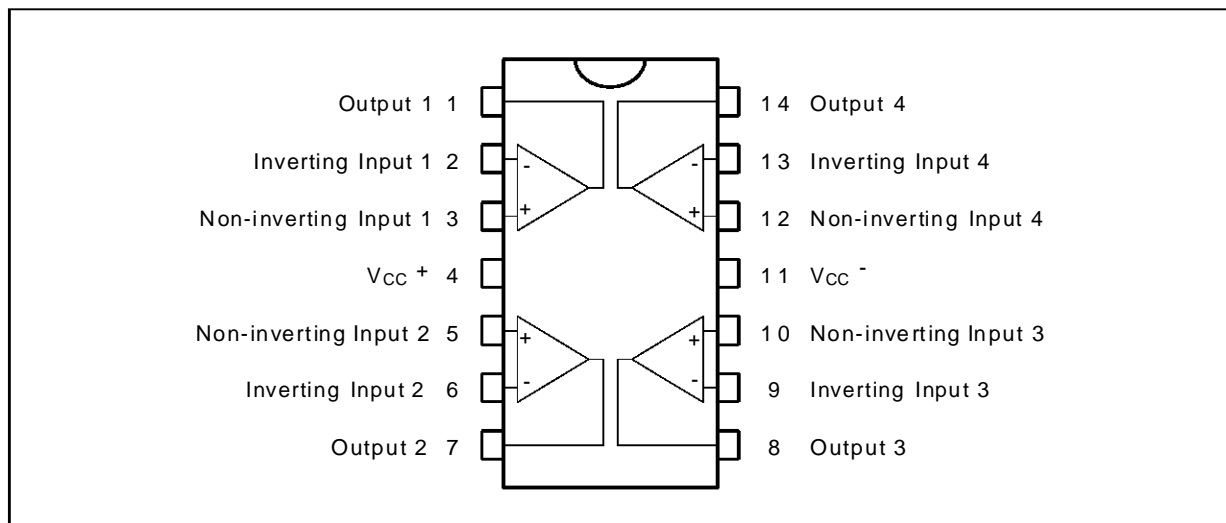 Output 1 1 14 Output 4
Inverting Input 1 2 - - 13 Inverting Input 4
Non-inverting Input 1 3 + + 12 Non-inverting Input 4
VCC + 4 11 VCC -
Non-inverting Input 2 5 + + 10 Non-inverting Input 3
Inverting Input 2 6 - - 9 Inverting Input 3
Output 2 7 8 Output 3